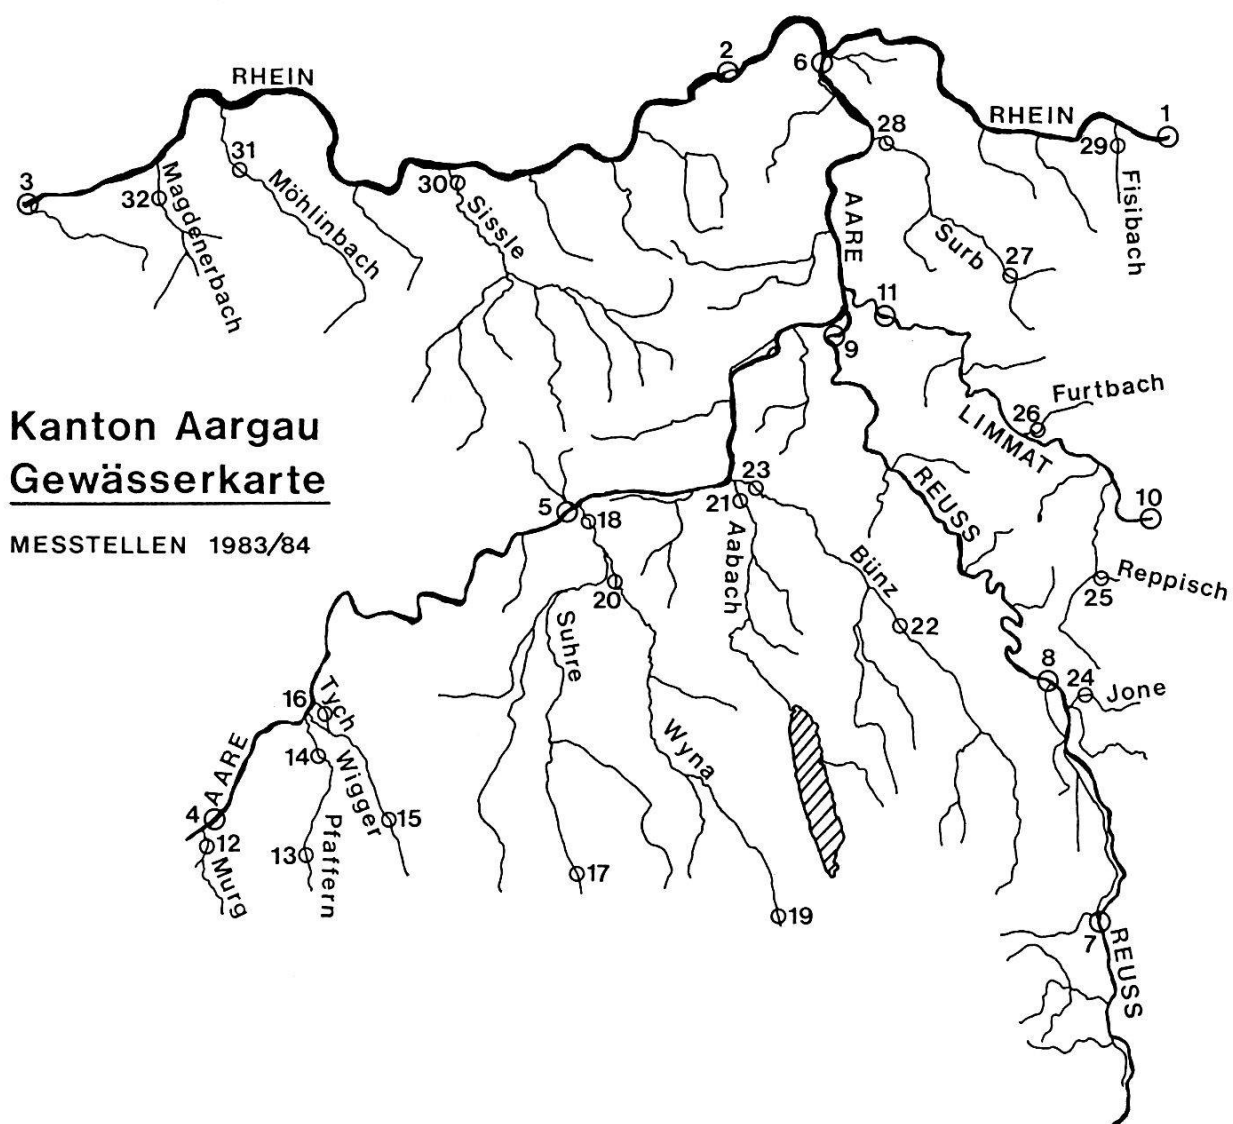 RHEIN
2
6
RHEIN
1
28
29
Fisibach
31
Möhlinbach
3
32
Magdenerbach
30
Sissle
AARE
Surb
27
11
9
Kanton Aargau
Gewässerkarte
MESSTELLEN 1983/84
Furtbach
26
LIMMAT
10
REUSS
23
21
Aabach
5
18
Bünz
Reppisch
25
20
Suhre
22
8
24
Jone
16
Tych
14
Wigger
Wyna
AARE
4
12
Murg
13
Pfaffern
15
17
19
7
REUSS